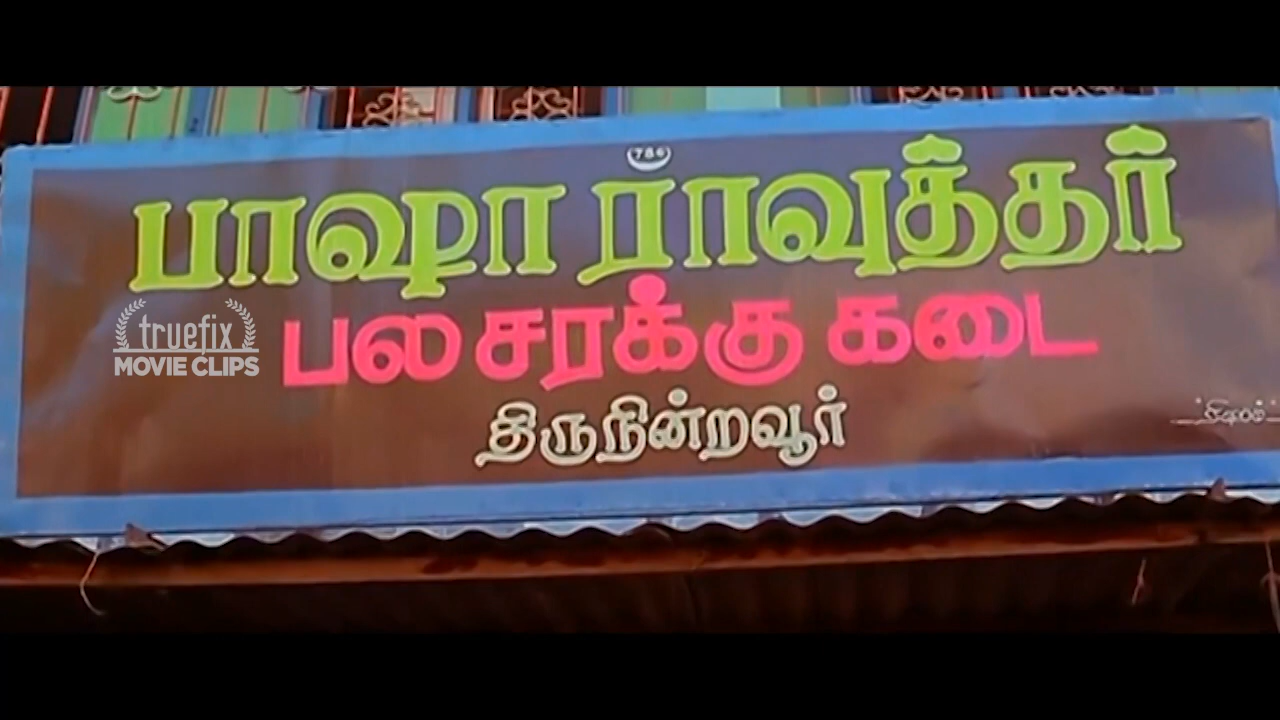 786
பாஷா ராவுத்தர்
பலசரக்கு கடை
திருநின்றவூர்
truefix
MOVIE CLIPS